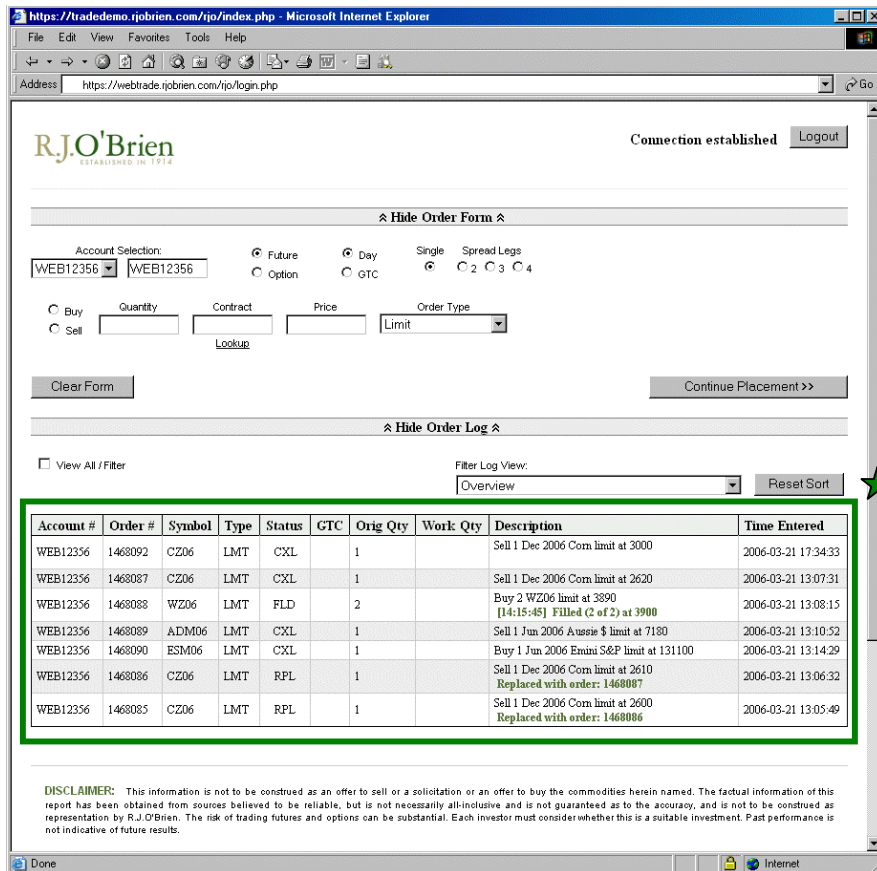 https://tradedemo.rjobrien.com/rjo/index.php - Microsoft Internet Explorer
File Edit View Favorites Tools Help
Address https://webtrade.rjobrien.com/rjo/login.php Go
R.J.O'Brien
ESTABLISHED IN 1914
Connection established Logout
Hide Order Form
Account Selection:
WEB12356 WEB12356
Future Day Single Spread Legs
Option GTC 2 3 4
Buy Quantity Contract Price Order Type
Sell Limit
Lookup
Clear Form Continue Placement >>
Hide Order Log
View All / Filter Filter Log View:
Overview Reset Sort
Account # Order # Symbol Type Status GTC Orig Qty Work Qty Description Time Entered
WEB12356 1468092 CZ06 LMT CXL 1 Sell 1 Dec 2006 Corn limit at 3000 2006-03-21 17:34:33
WEB12356 1468087 CZ06 LMT CXL 1 Sell 1 Dec 2006 Corn limit at 2620 2006-03-21 13:07:31
WEB12356 1468088 WZ06 LMT FLD 2 Buy 2 WZ06 limit at 3890 2006-03-21 13:08:15
[14:15:45] Filled (2 of 2) at 3900
WEB12356 1468089 ADM06 LMT CXL 1 Sell 1 Jun 2006 Aussie $ limit at 7180 2006-03-21 13:10:52
WEB12356 1468090 ESM06 LMT CXL 1 Buy 1 Jun 2006 Emini S&P limit at 131100 2006-03-21 13:14:29
WEB12356 1468086 CZ06 LMT RPL 1 Sell 1 Dec 2006 Corn limit at 2610 2006-03-21 13:06:32
Replaced with order: 1468087
WEB12356 1468085 CZ06 LMT RPL 1 Sell 1 Dec 2006 Corn limit at 2600 2006-03-21 13:05:49
Replaced with order: 1468086
DISCLAIMER: This information is not to be construed as an offer to sell or a solicitation or an offer to buy the commodities herein named. The factual information of this
report has been obtained from sources believed to be reliable, but is not necessarily all-inclusive and is not guaranteed as to the accuracy, and is not to be construed as
representation by R.J.O'Brien. The risk of trading futures and options can be substantial. Each investor must consider whether this is a suitable investment. Past performance is
not indicative of future results.
Done Internet